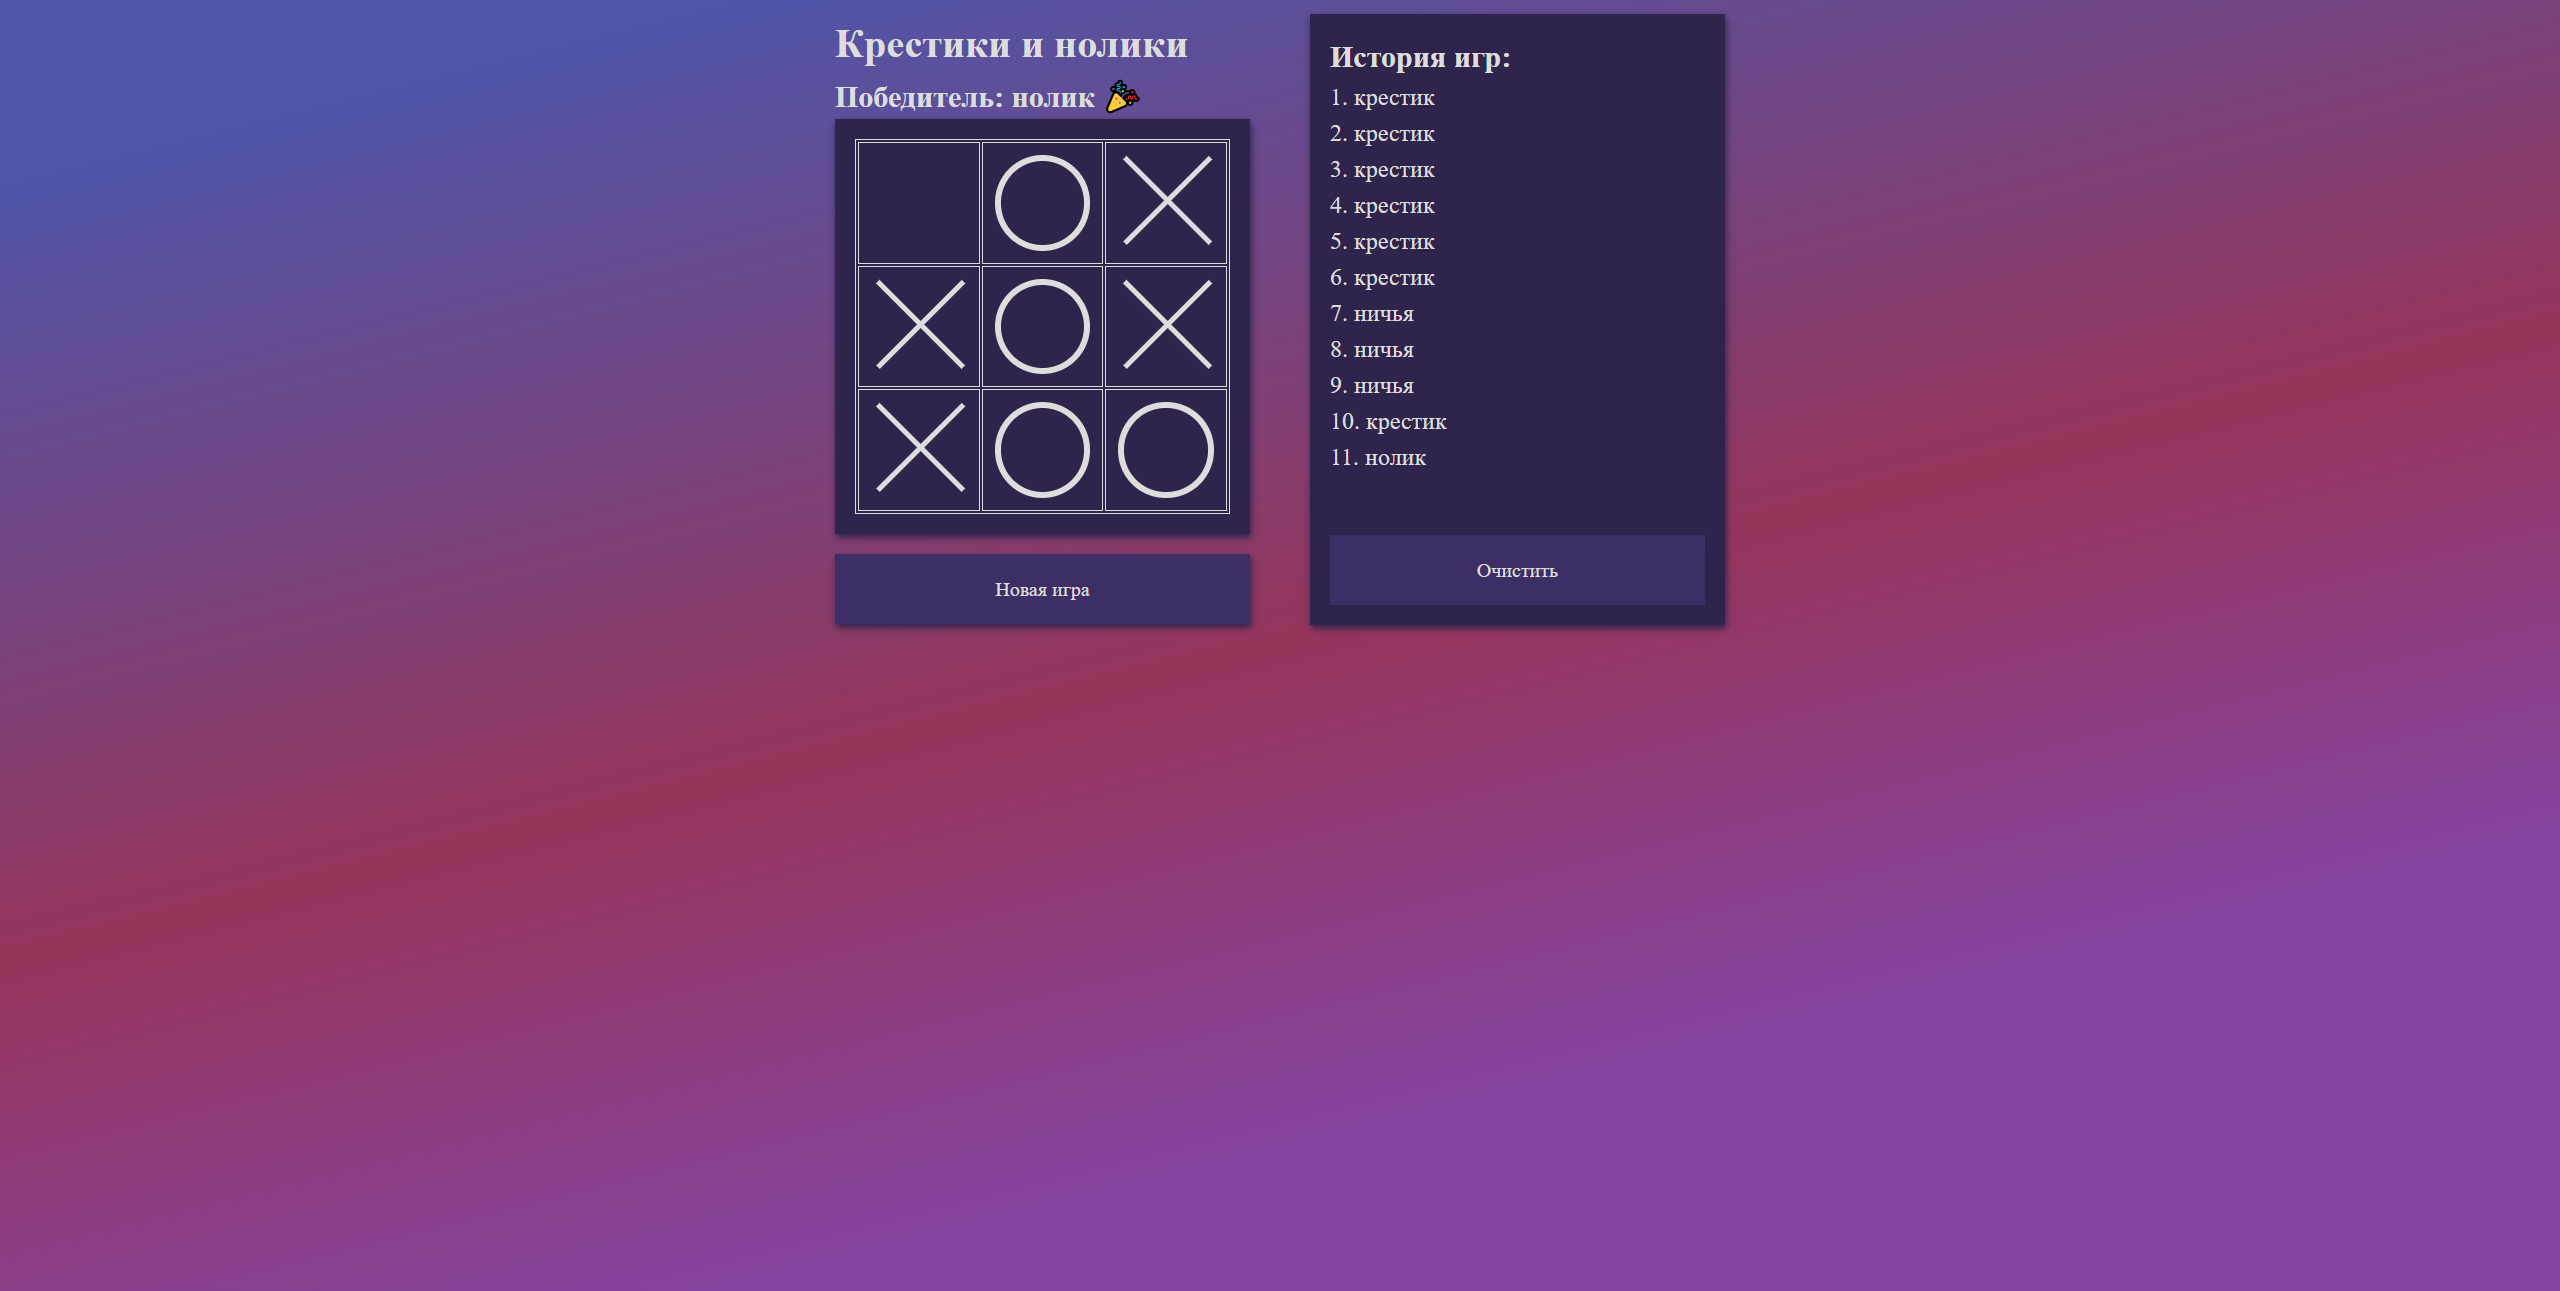 Крестики и нолики
Победитель: нолик 🎉
Новая игра
История игр:
1. крестик
2. крестик
3. крестик
4. крестик
5. крестик
6. крестик
7. ничья
8. ничья
9. ничья
10. крестик
11. нолик
Очистить